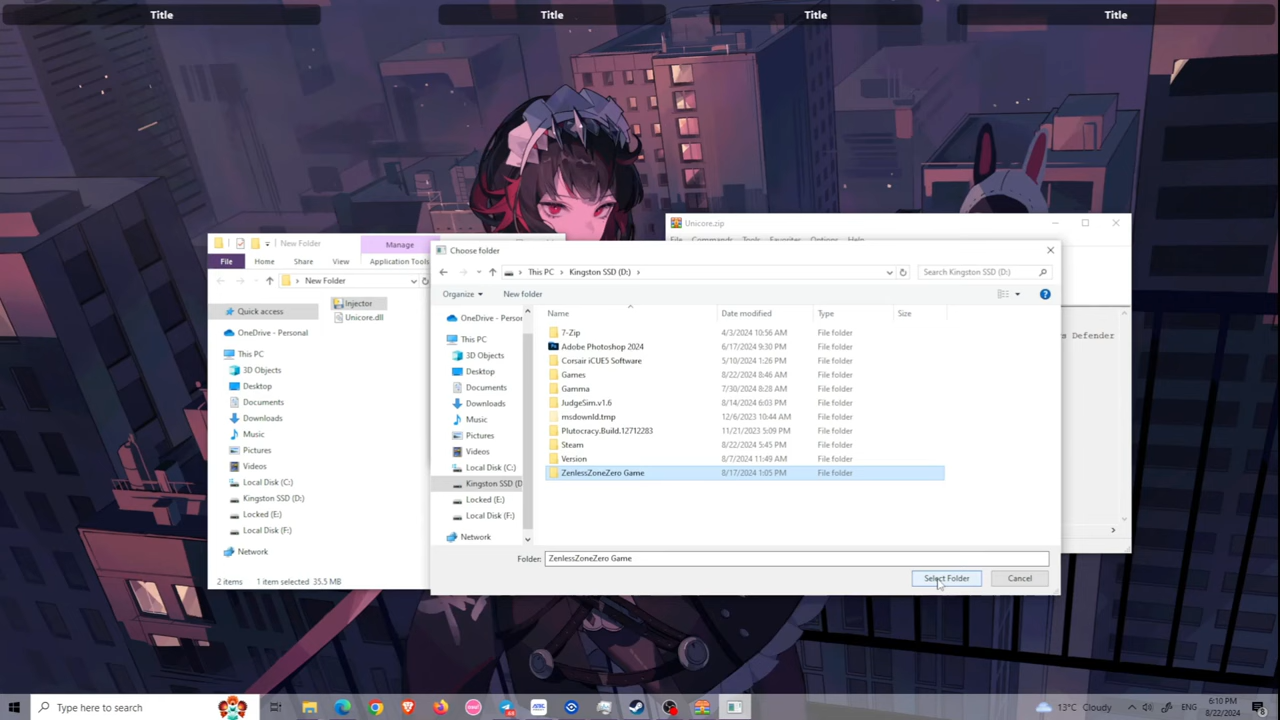 Title
Title
Title
Title
Unicore.zip
File Commands Tools Favorites Options Help
s Defender
New Folder
Manage
File Home Share View Application Tools
New Folder
Quick access
OneDrive - Personal
This PC
3D Objects
Desktop
Documents
Downloads
Music
Pictures
Videos
Local Disk (C:)
Kingston SSD (D:)
Locked (E:)
Local Disk (F:)
Network
Injector
Unicore.dll
2 items 1 item selected 35.5 MB
Choose folder
This PC Kingston SSD (D:)
Search Kingston SSD (D:)
Organize New folder
OneDrive - Person
This PC
3D Objects
Desktop
Documents
Downloads
Music
Pictures
Videos
Local Disk (C:)
Kingston SSD (D
Locked (E:)
Local Disk (F:)
Network
Name Date modified Type Size
7-Zip 4/3/2024 10:56 AM File folder
Adobe Photoshop 2024 6/17/2024 9:30 PM File folder
Corsair iCUE5 Software 5/10/2024 1:26 PM File folder
Games 8/22/2024 8:46 AM File folder
Gamma 7/30/2024 8:28 AM File folder
JudgeSim.v1.6 8/14/2024 6:03 PM File folder
msdownld.tmp 12/6/2023 10:44 AM File folder
Plutocracy.Build.12712283 11/21/2023 5:09 PM File folder
Steam 8/22/2024 5:45 PM File folder
Version 8/7/2024 11:49 AM File folder
ZenlessZoneZero Game 8/17/2024 1:05 PM File folder
Folder: ZenlessZoneZero Game
Select Folder Cancel
Type here to search
13°C Cloudy
ENG
6:10 PM
8/22/2024